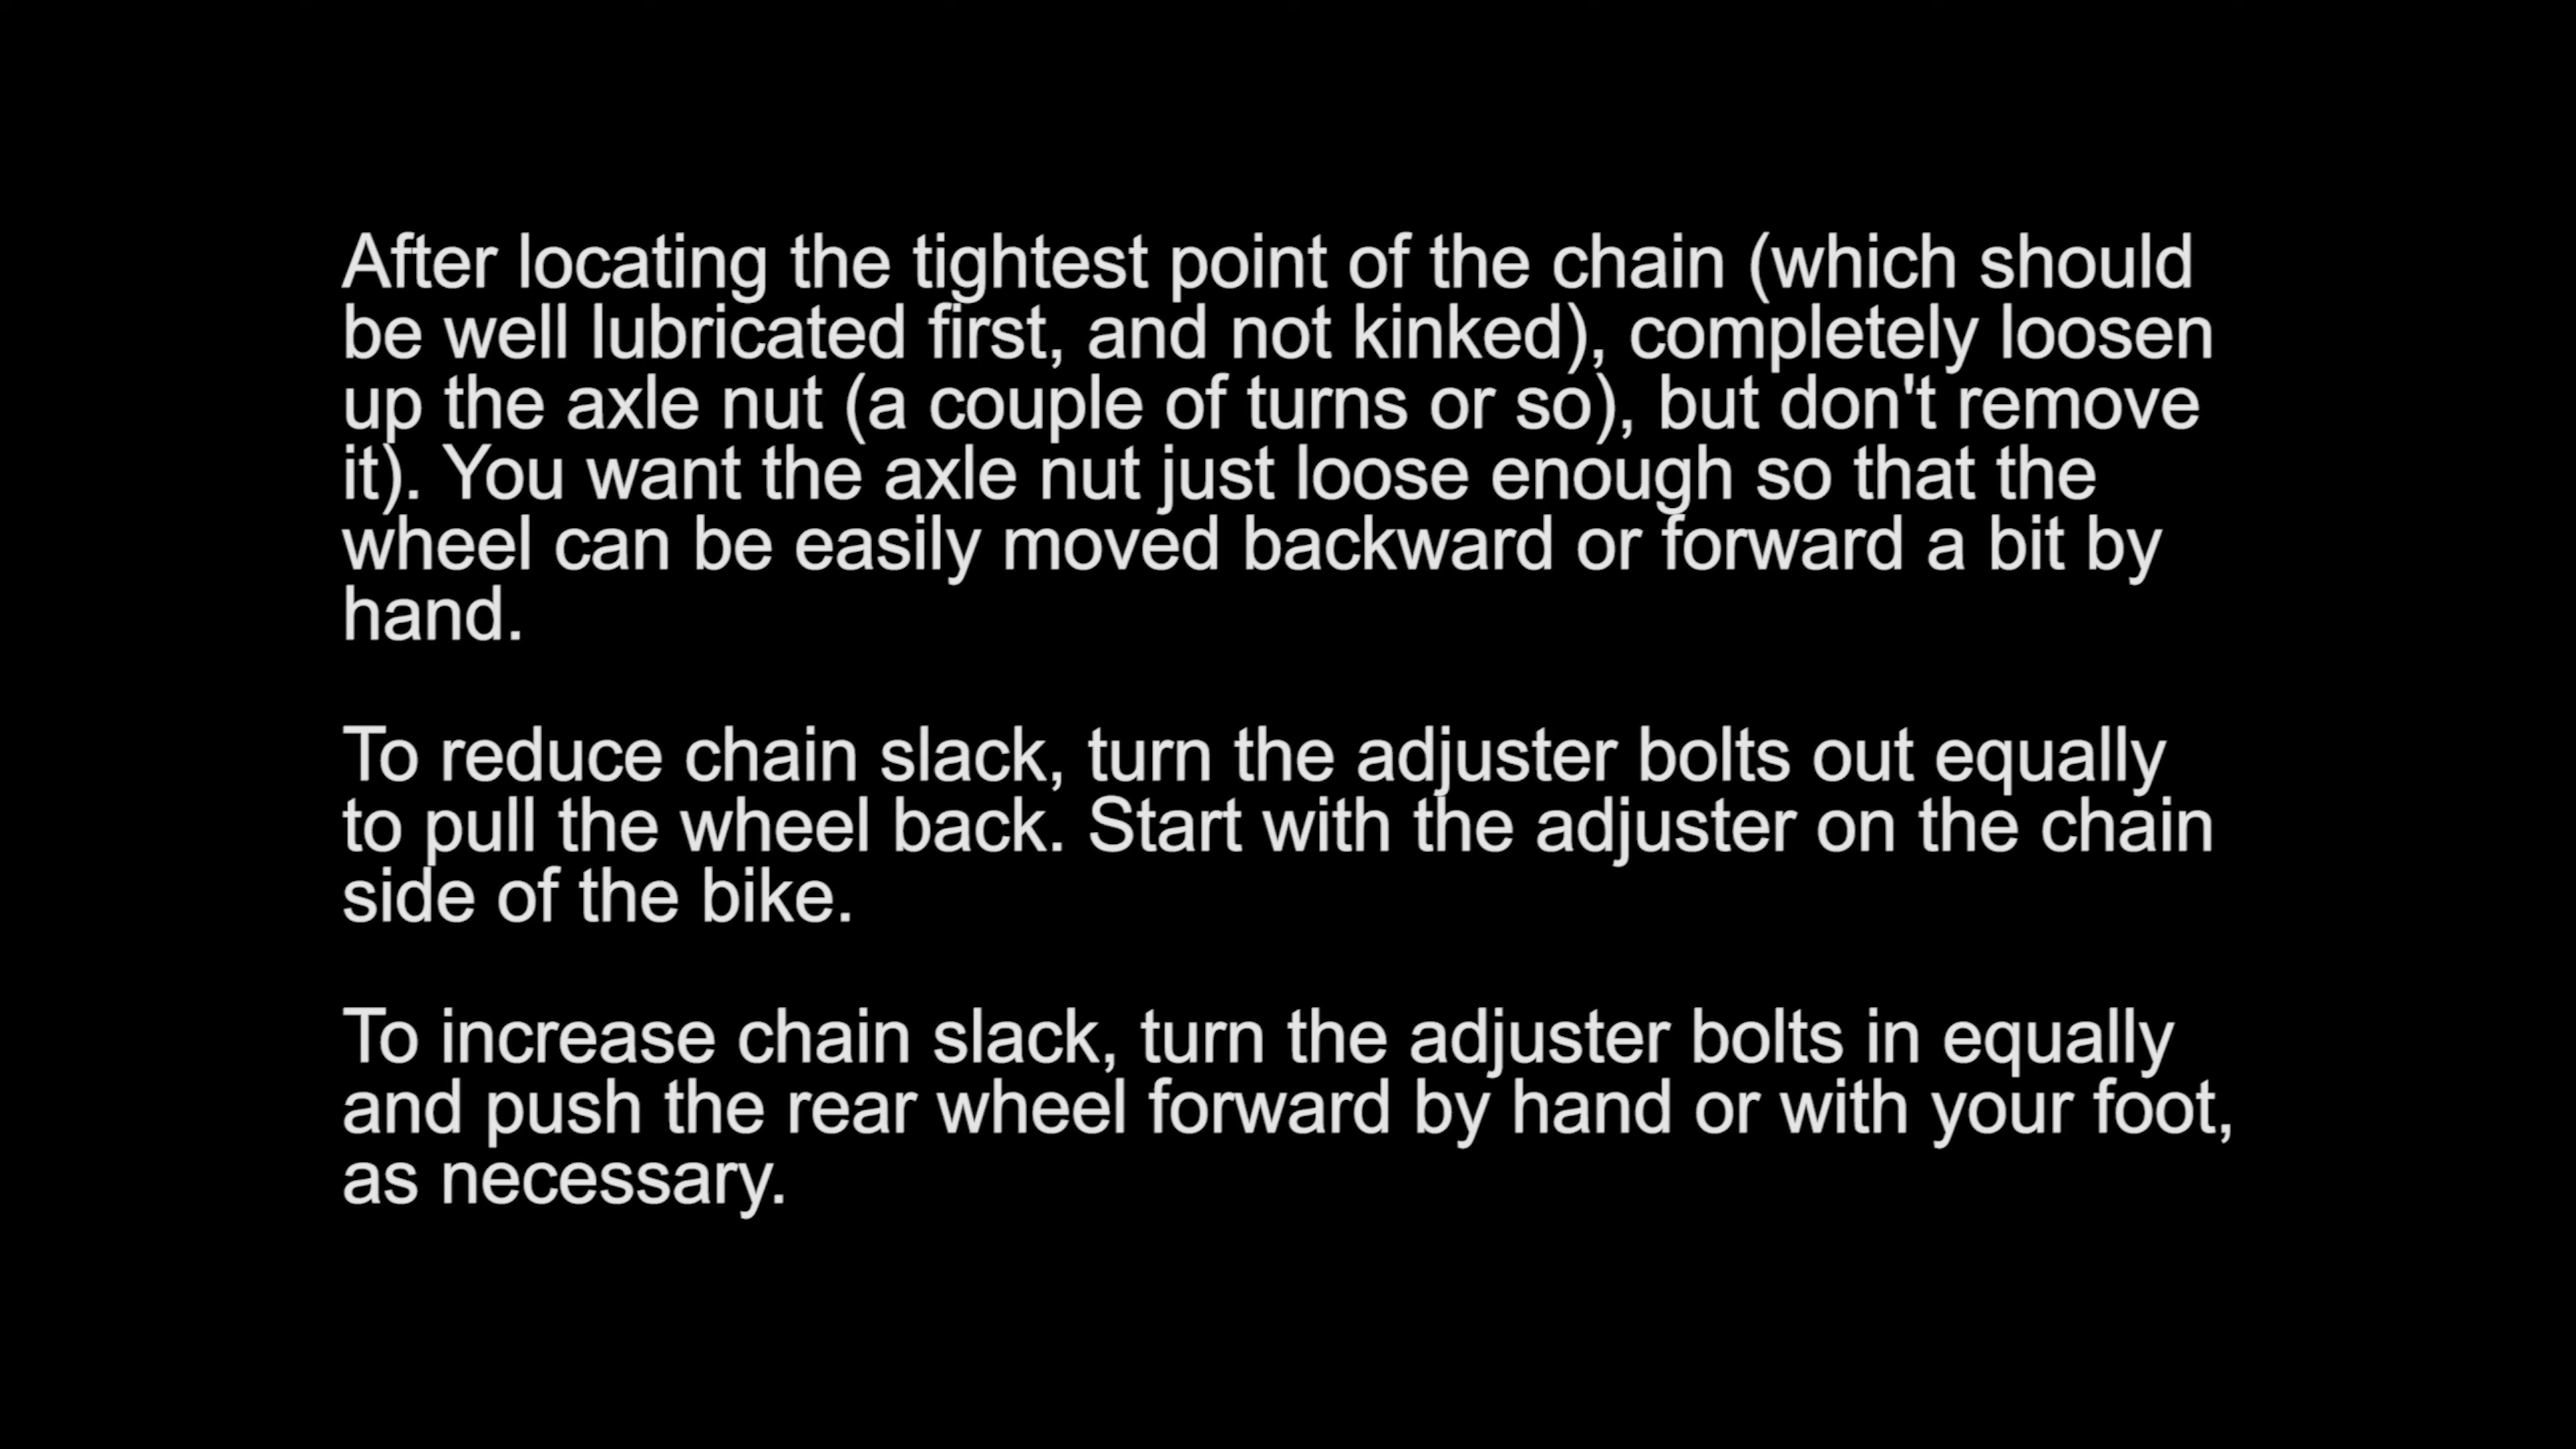 After locating the tightest point of the chain (which should
be well lubricated first, and not kinked), completely loosen
up the axle nut (a couple of turns or so), but don't remove
it). You want the axle nut just loose enough so that the
wheel can be easily moved backward or forward a bit by
hand.
To reduce chain slack, turn the adjuster bolts out equally
to pull the wheel back. Start with the adjuster on the chain
side of the bike.
To increase chain slack, turn the adjuster bolts in equally
and push the rear wheel forward by hand or with your foot,
as necessary.